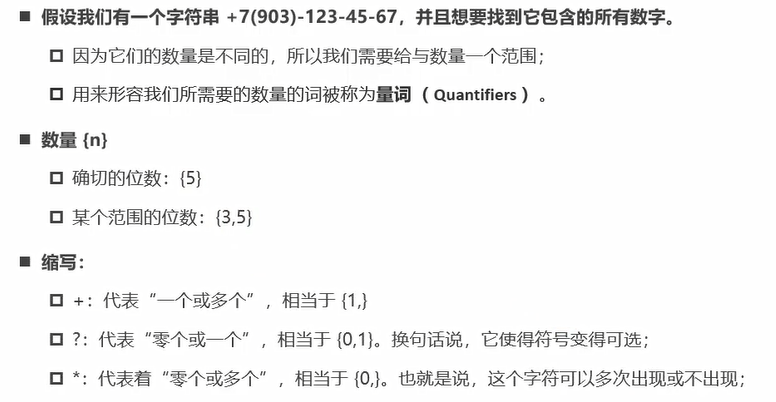 假设我们有一个字符串 +7(903)-123-45-67，并且想要找到它包含的所有数字。
因为它们的数量是不同的，所以我们需要给与数量一个范围；
用来形容我们所需要的数量的词被称为量词（ Quantifiers ）。
数量 {n}
确切的位数：{5}
某个范围的位数：{3,5}
缩写：
+：代表“一个或多个”，相当于 {1,}
?：代表“零个或一个”，相当于 {0,1}。换句话说，它使得符号变得可选；
*：代表着“零个或多个”，相当于 {0,}。也就是说，这个字符可以多次出现或不出现；